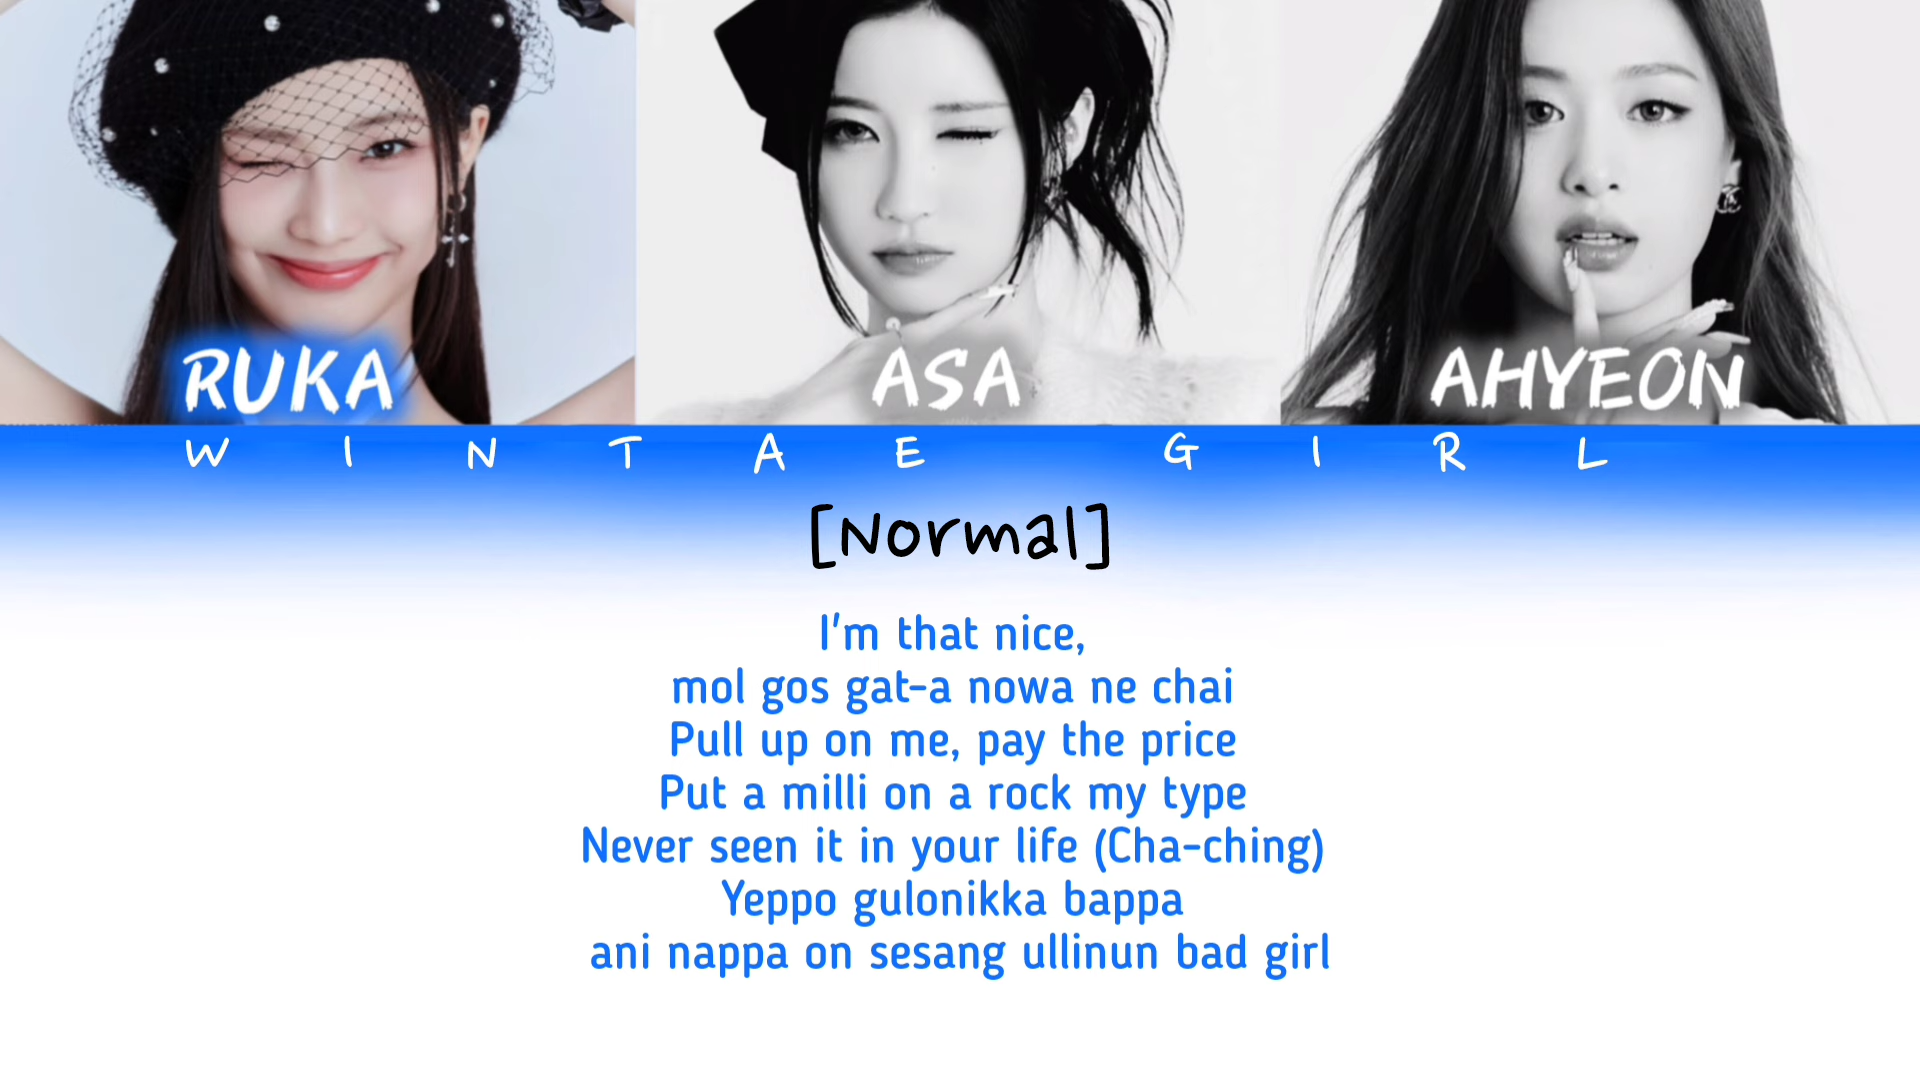 RUKA
ASA
AHYEON
WINTAE GIRL
[Normal]
I'm that nice,
mol gos gat-a nowa ne chai
Pull up on me, pay the price
Put a milli on a rock my type
Never seen it in your life (Cha-ching)
Yeppo gulonikka bappa
ani nappa on sesang ullinun bad girl